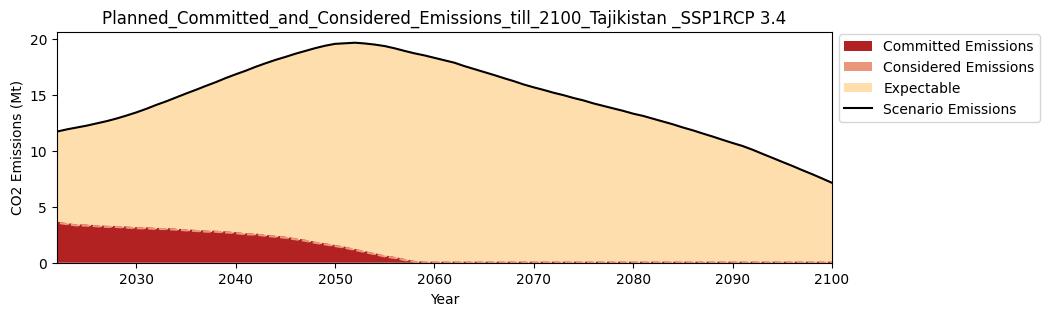 Planned_Committed_and_Considered_Emissions_till_2100_Tajikistan _SSP1RCP 3.4
20
15
10
5
0
CO2 Emissions (Mt)
2030 2040 2050 2060 2070 2080 2090 2100
Year
Committed Emissions
Considered Emissions
Expectable
Scenario Emissions